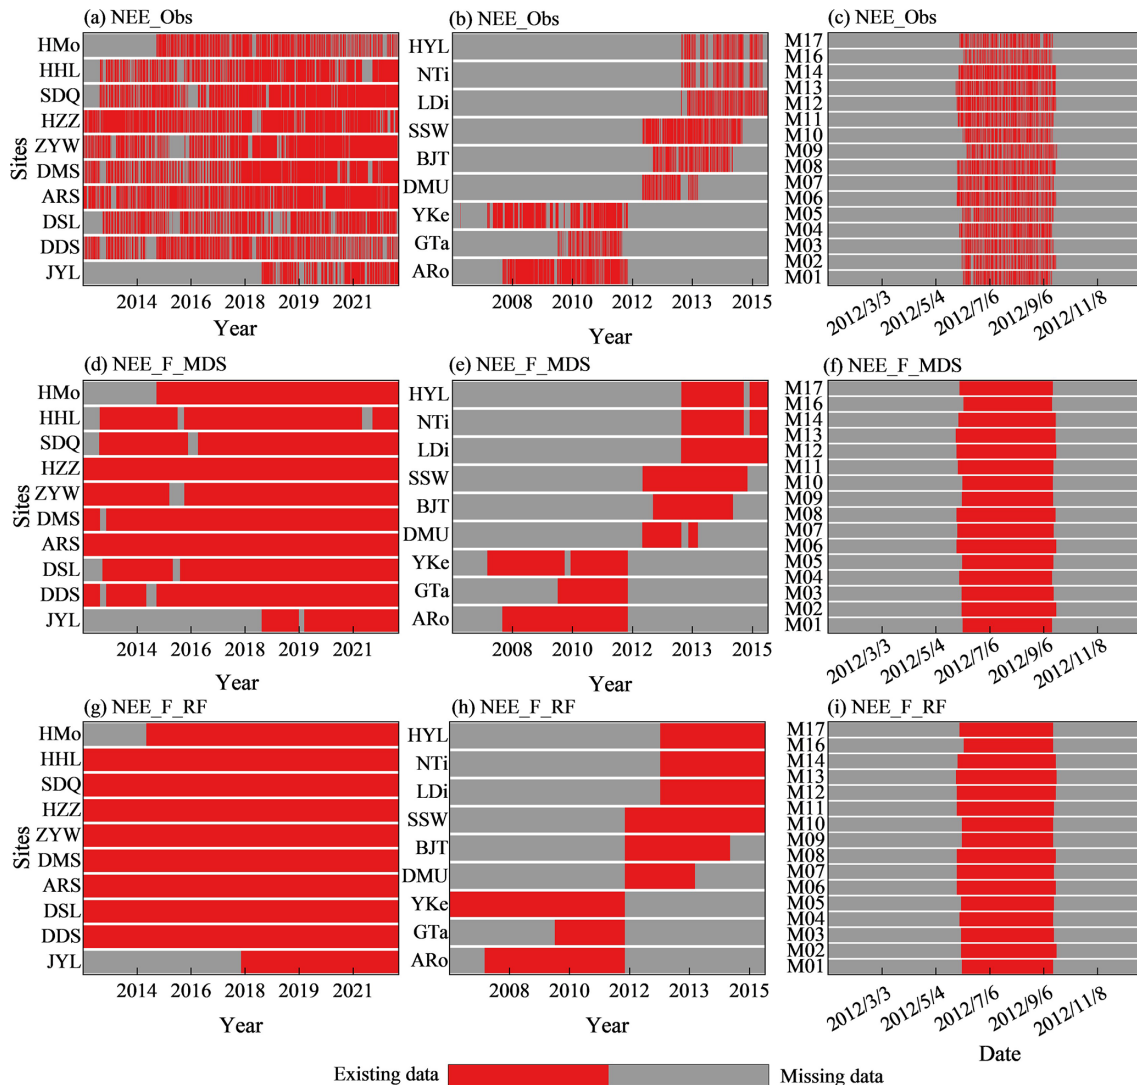 (a) NEE_Obs
HMo
HHL
SDQ
HZZ
ZYW
DMS
ARS
DSL
DDS
JYL
Sites
2014 2016 2018 2019 2021
Year
(b) NEE_Obs
HYL
NTi
LDi
SSW
BJT
DMU
YKe
GTa
ARo
2008 2010 2012 2013 2015
Year
(c) NEE_Obs
M17
M16
M14
M13
M12
M11
M10
M09
M08
M07
M06
M05
M04
M03
M02
M01
2012/3/3 2012/5/4 2012/7/6 2012/9/6 2012/11/8
(d) NEE_F_MDS
HMo
HHL
SDQ
HZZ
ZYW
DMS
ARS
DSL
DDS
JYL
Sites
2014 2016 2018 2019 2021
Year
(e) NEE_F_MDS
HYL
NTi
LDi
SSW
BJT
DMU
YKe
GTa
ARo
2008 2010 2012 2013 2015
Year
(f) NEE_F_MDS
M17
M16
M14
M13
M12
M11
M10
M09
M08
M07
M06
M05
M04
M03
M02
M01
2012/3/3 2012/5/4 2012/7/6 2012/9/6 2012/11/8
(g) NEE_F_RF
HMo
HHL
SDQ
HZZ
ZYW
DMS
ARS
DSL
DDS
JYL
Sites
2014 2016 2018 2019 2021
Year
(h) NEE_F_RF
HYL
NTi
LDi
SSW
BJT
DMU
YKe
GTa
ARo
2008 2010 2012 2013 2015
Year
(i) NEE_F_RF
M17
M16
M14
M13
M12
M11
M10
M09
M08
M07
M06
M05
M04
M03
M02
M01
2012/3/3 2012/5/4 2012/7/6 2012/9/6 2012/11/8
Date
Existing data Missing data